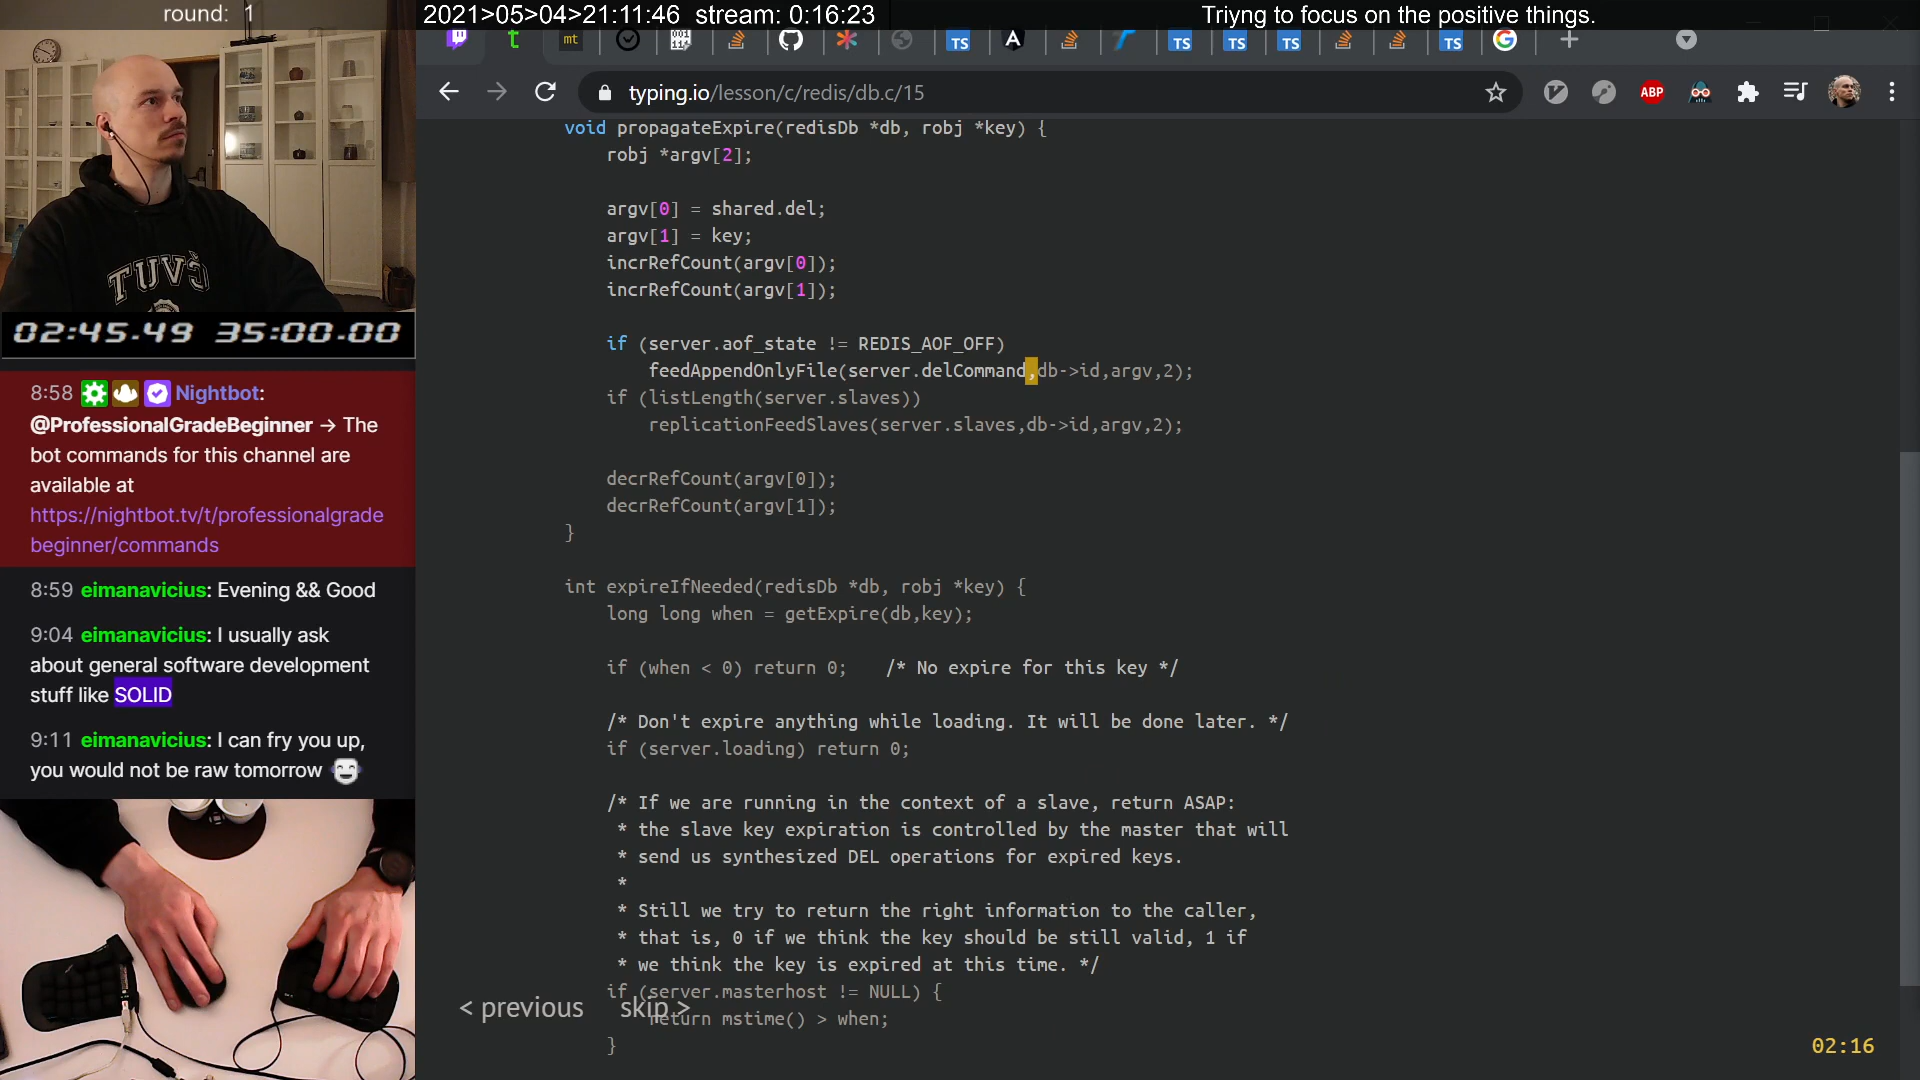 round: 1
2021>05>04>21:11:46 stream: 0:16:23
Triyng to focus on the positive things.
typing.io/lesson/c/redis/db.c/15
ABP
02:45.49 35:00.00
8:58 Nightbot:
@ProfessionalGradeBeginner → The
bot commands for this channel are
available at
https://nightbot.tv/t/professionalgrade
beginner/commands
8:59 eimanavicius: Evening && Good
9:04 eimanavicius: I usually ask
about general software development
stuff like SOLID
9:11 eimanavicius: I can fry you up,
you would not be raw tomorrow
void propagateExpire(redisDb *db, robj *key) {
robj *argv[2];
argv[0] = shared.del;
argv[1] = key;
incrRefCount(argv[0]);
incrRefCount(argv[1]);
if (server.aof_state != REDIS_AOF_OFF)
feedAppendOnlyFile(server.delCommand,db->id,argv,2);
if (listLength(server.slaves))
replicationFeedSlaves(server.slaves,db->id,argv,2);
decrRefCount(argv[0]);
decrRefCount(argv[1]);
}
int expireIfNeeded(redisDb *db, robj *key) {
long long when = getExpire(db,key);
if (when < 0) return 0; /* No expire for this key */
/* Don't expire anything while loading. It will be done later. */
if (server.loading) return 0;
/* If we are running in the context of a slave, return ASAP:
* the slave key expiration is controlled by the master that will
* send us synthesized DEL operations for expired keys.
*
* Still we try to return the right information to the caller,
* that is, 0 if we think the key should be still valid, 1 if
* we think the key is expired at this time. */
if (server.masterhost != NULL) {
return mstime() > when;
}
< previous skip >
02:16